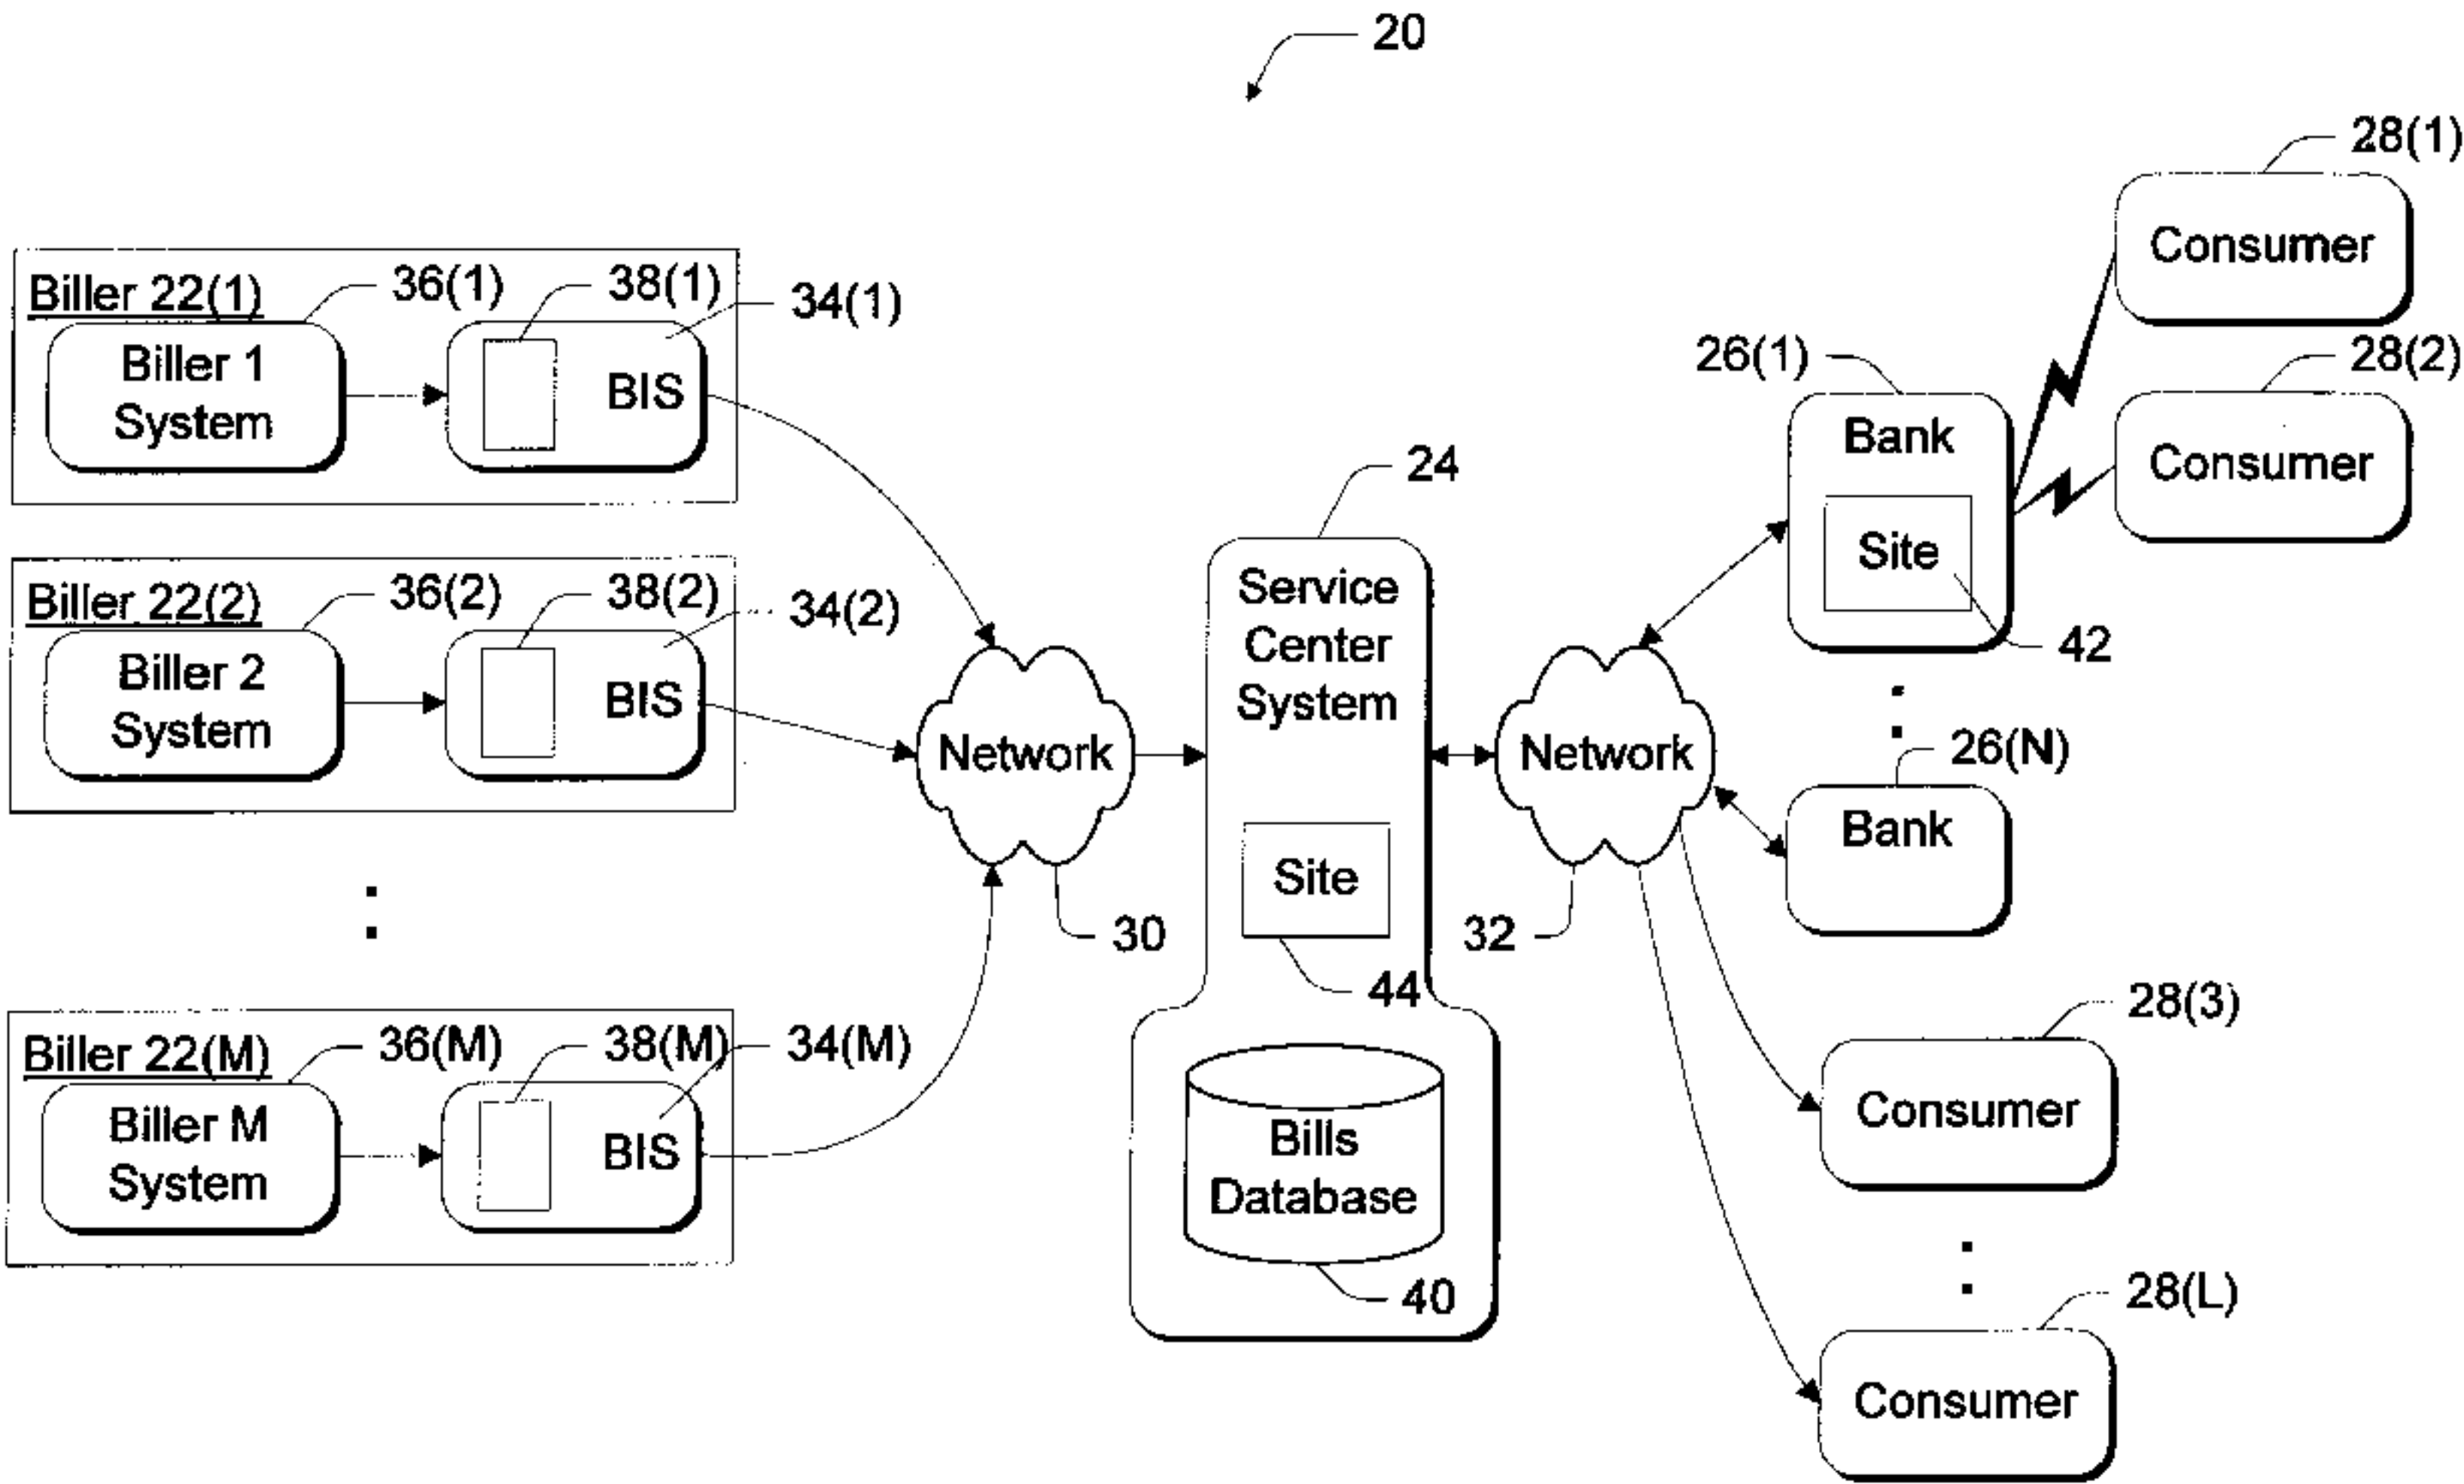 20
Biller 22(1)
36(1)
38(1)
34(1)
Biller 1
System
BIS
Biller 22(2)
36(2)
38(2)
34(2)
Biller 2
System
BIS
Biller 22(M)
36(M)
38(M)
34(M)
Biller M
System
BIS
Network
30
24
Service
Center
System
Site
44
Bills
Database
40
Network
32
26(1)
Bank
Site
42
26(N)
Bank
28(1)
Consumer
28(2)
Consumer
28(3)
Consumer
28(L)
Consumer